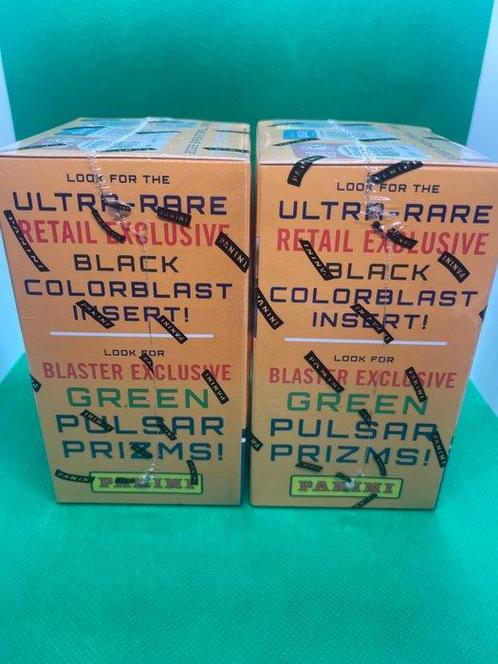 LOOK FOR THE
ULTRA-RARE
RETAIL EXCLUSIVE
BLACK
COLORBLAST
INSERT!
LOOK FOR
BLASTER EXCLUSIVE
GREEN
PULSAR
PRIZMS!
PANINI
LOOK FOR THE
ULTRA-RARE
RETAIL EXCLUSIVE
BLACK
COLORBLAST
INSERT!
LOOK FOR
BLASTER EXCLUSIVE
GREEN
PULSAR
PRIZMS!
PANINI